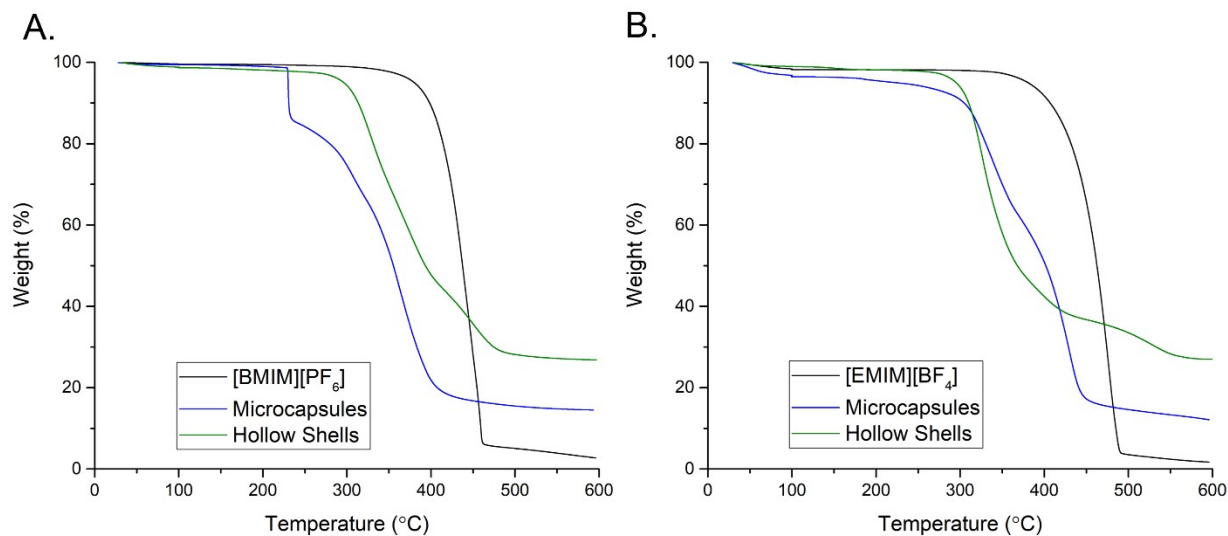 A.
100
80
60
40
20
0
Weight (%)
[BMIM][PF₆]
Microcapsules
Hollow Shells
0 100 200 300 400 500 600
Temperature (°C)
B.
100
80
60
40
20
0
Weight (%)
[EMIM][BF₄]
Microcapsules
Hollow Shells
0 100 200 300 400 500 600
Temperature (°C)